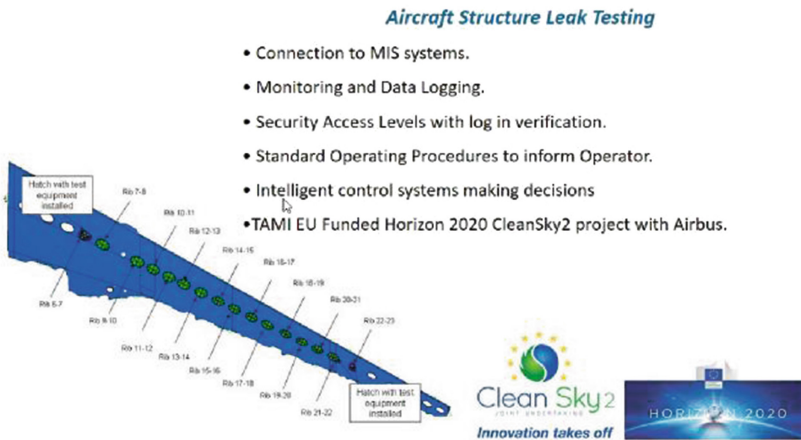 Aircraft Structure Leak Testing
• Connection to MIS systems.
• Monitoring and Data Logging.
• Security Access Levels with log in verification.
• Standard Operating Procedures to inform Operator.
• Intelligent control systems making decisions
•TAMI EU Funded Horizon 2020 CleanSky2 project with Airbus.
Hatch with test
equipment
installed
Rib 7-8
Rib 10-11
Rib 12-13
Rib 14-15
Rib 16-17
Rib 18-19
Rib 20-21
Rib 22-23
Rib 6-7
Rib 9-10
Rib 11-12
Rib 13-14
Rib 15-16
Rib 17-18
Rib 19-20
Rib 21-22
Hatch with test
equipment
installed
Clean Sky 2
JOINT UNDERTAKING
Innovation takes off
HORIZON 2020